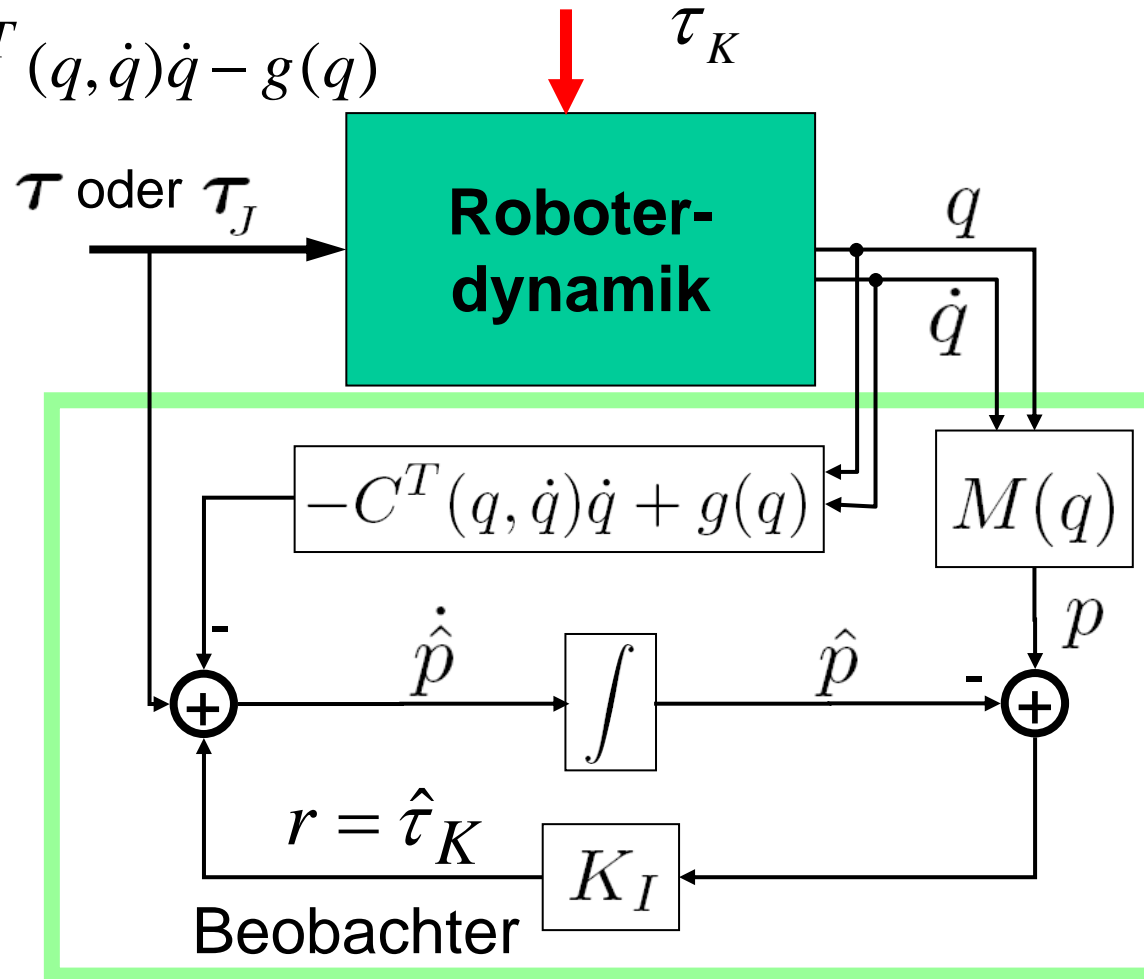 τ_K
^T (q, q̇)q̇ − g(q)
τ oder τ_J
Roboter-
dynamik
q
q̇
−C^T(q, q̇)q̇ + g(q)
M(q)
p
-
p̂̇
∫
p̂
-
+
+
r = τ̂_K
K_I
Beobachter